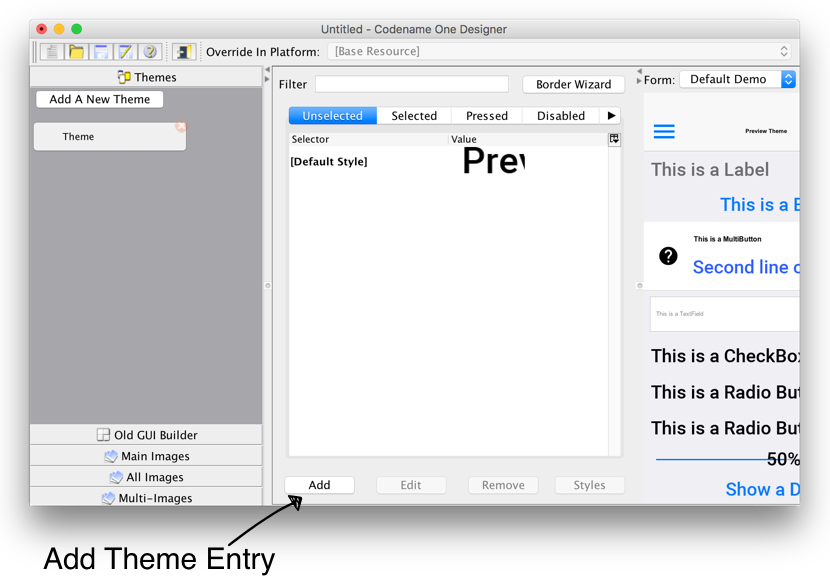 Untitled - Codename One Designer
Override In Platform: [Base Resource]
Themes
Add A New Theme
Theme
Old GUI Builder
Main Images
All Images
Multi-Images
Filter
Border Wizard
Unselected Selected Pressed Disabled
Selector Value
[Default Style] Prev
Add Edit Remove Styles
Form: Default Demo
Preview Theme
This is a Label
This is a B
This is a MultiButton
Second line o
This is a TextField
This is a CheckBox
This is a Radio But
This is a Radio But
50%
Show a D
Add Theme Entry